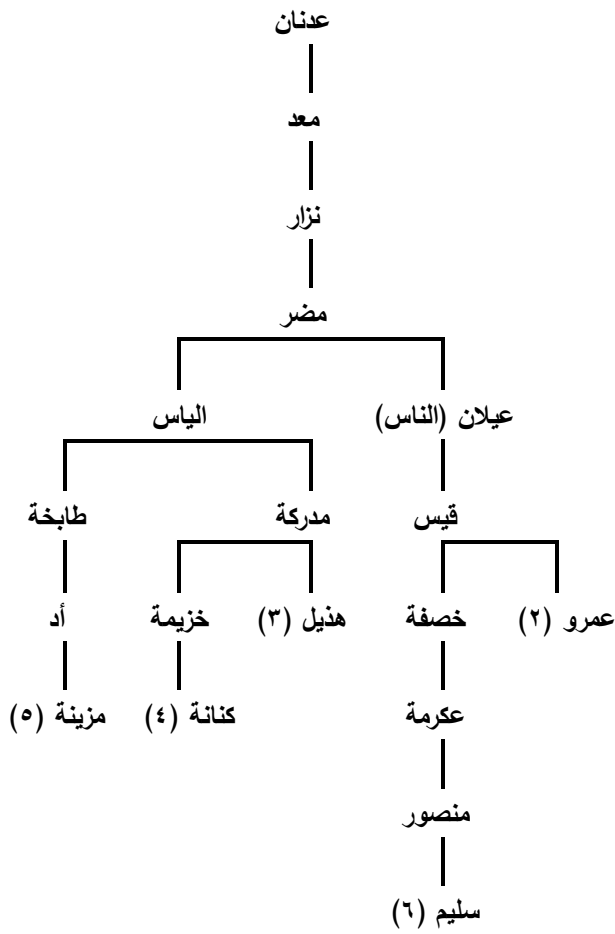 عدنان
معد
نزار
مضر
عيلان (الناس) الياس
قيس مدركة طابخة
عمرو (٢) خصفة هذيل (٣) خزيمة أد
عكرمة كنانة (٤) مزينة (٥)
منصور
سليم (٦)